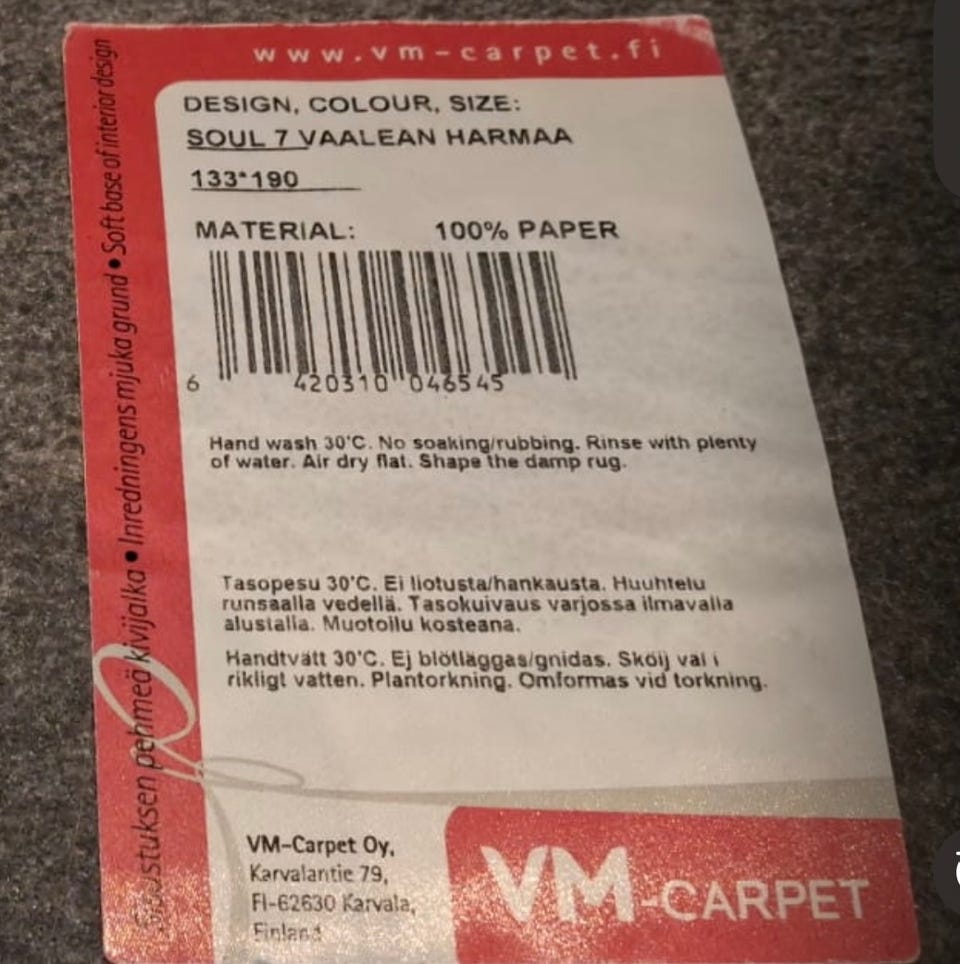 www.vm-carpet.fi
DESIGN, COLOUR, SIZE:
SOUL 7 VAALEAN HARMAA
133*190
MATERIAL: 100% PAPER
6 420310 046545
Hand wash 30°C. No soaking/rubbing. Rinse with plenty
of water. Air dry flat. Shape the damp rug.
Tasopesu 30°C. Ei liotusta/hankausta. Huuhtelu
runsaalla vedellä. Tasokuivaus varjossa ilmavalla
alustalla. Muotoilu kosteana.
Handtvätt 30°C. Ej blötläggas/gnidas. Skölj väl i
rikligt vatten. Plantorkning. Omformas vid torkning.
Sisustuksen pehmeä kivijalka • Inredningens mjuka grund • Soft base of interior design
VM-Carpet Oy,
Karvalantie 79,
FI-62630 Karvala,
Finland
VM-CARPET